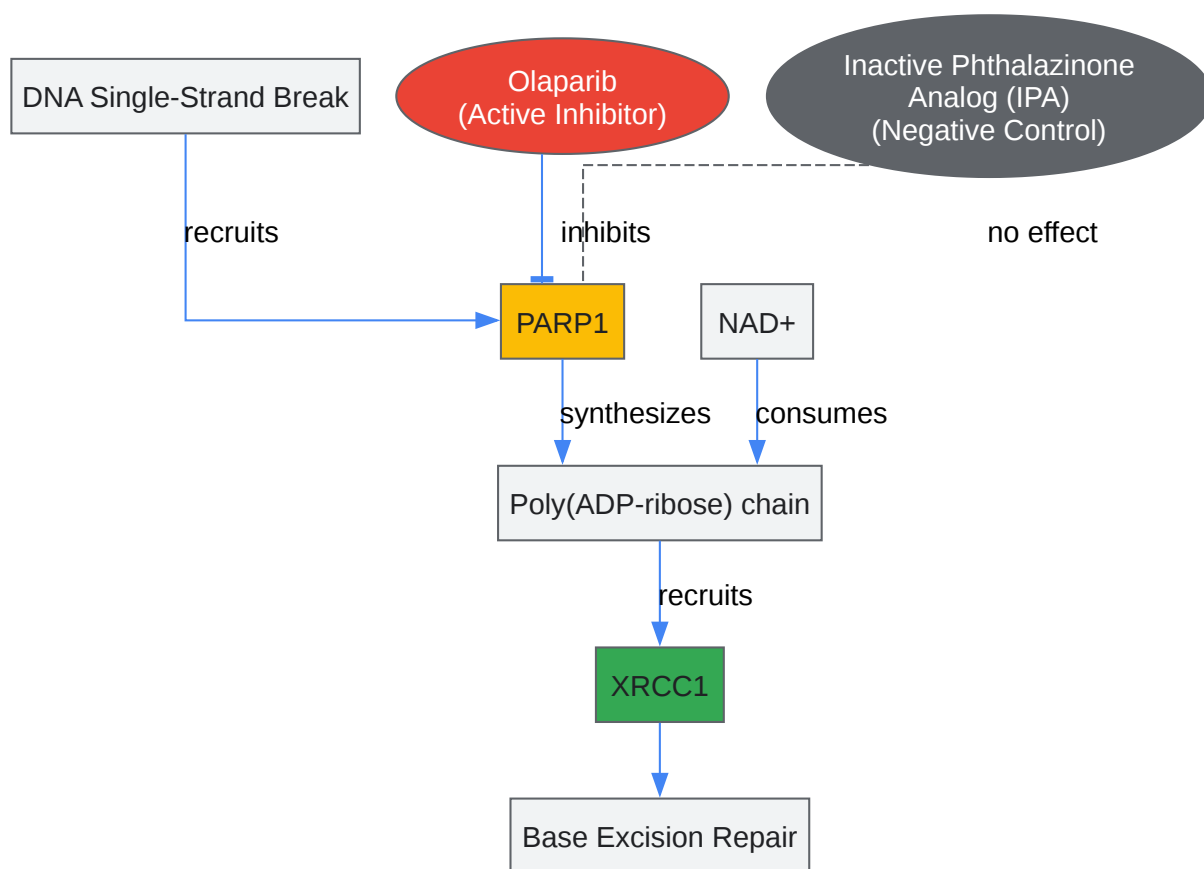 DNA Single-Strand Break
Olaparib
(Active Inhibitor)
Inactive Phthalazinone
Analog (IPA)
(Negative Control)
recruits
inhibits
no effect
PARP1
NAD+
synthesizes
consumes
Poly(ADP-ribose) chain
recruits
XRCC1
Base Excision Repair